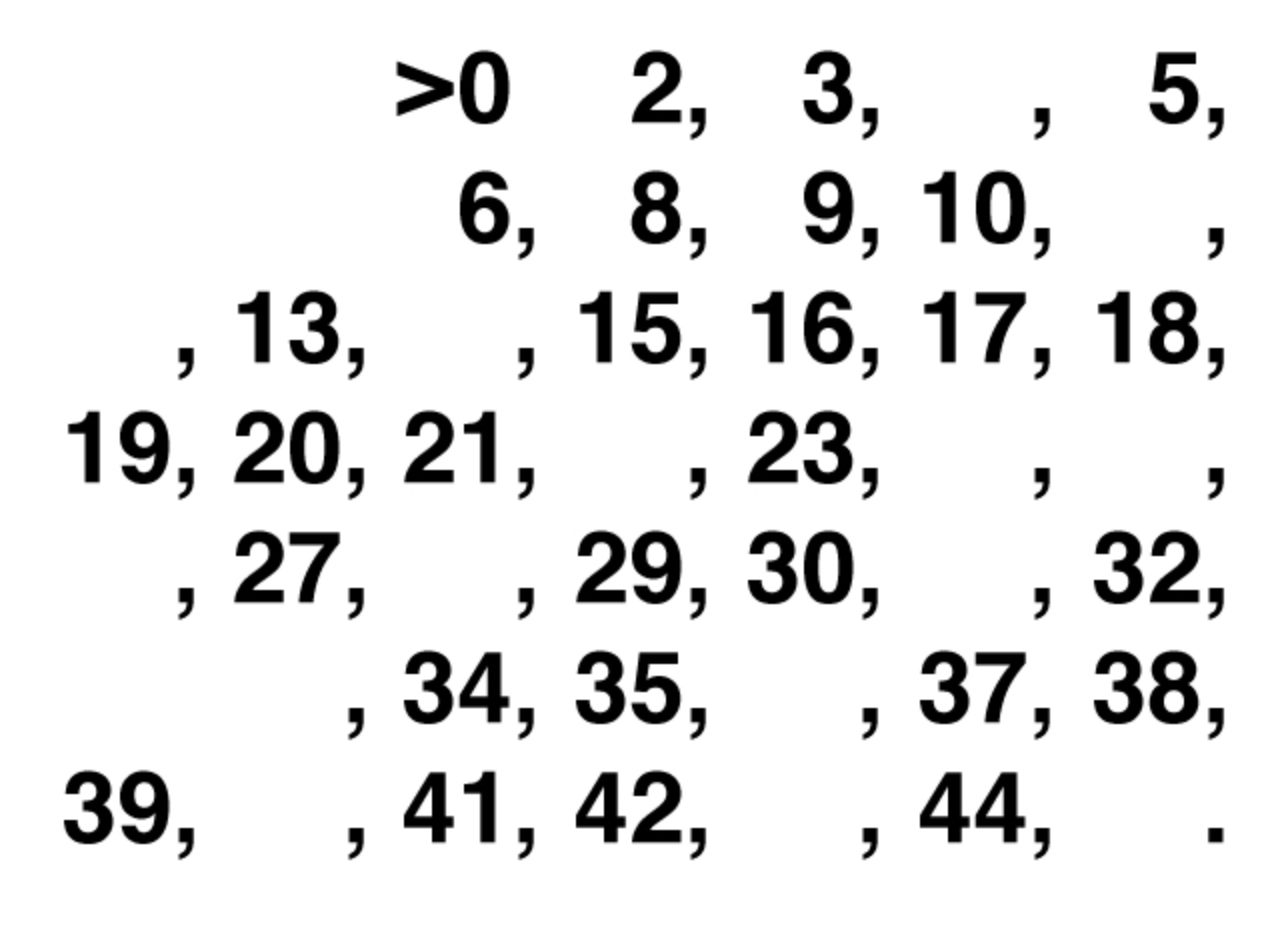 >0 2, 3, , 5,
6, 8, 9, 10, ,
, 13, , 15, 16, 17, 18,
19, 20, 21, , 23, , ,
, 27, , 29, 30, , 32,
, 34, 35, , 37, 38,
39, , 41, 42, , 44, .